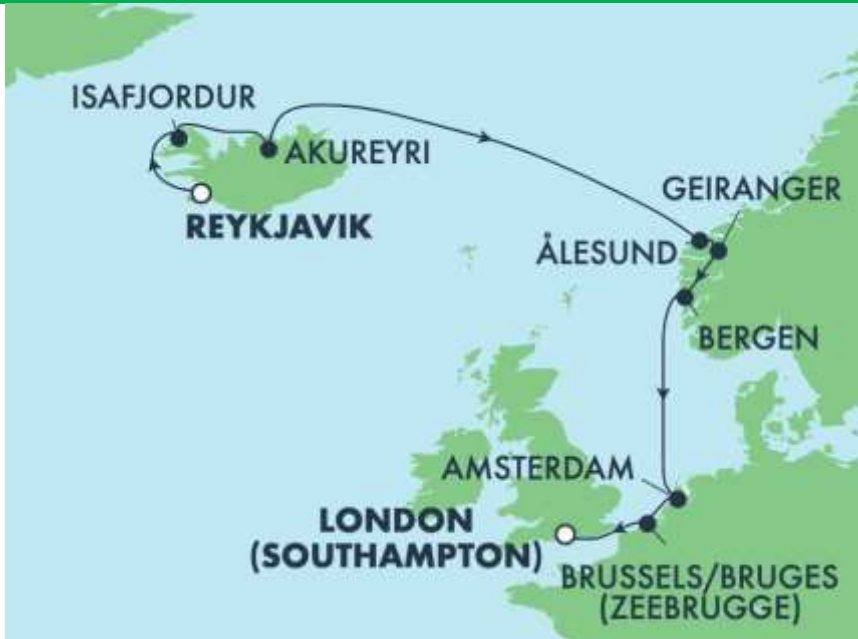 ISAFJORDUR
AKUREYRI
REYKJAVIK
GEIRANGER
ÅLESUND
BERGEN
AMSTERDAM
LONDON
(SOUTHAMPTON)
BRUSSELS/BRUGES
(ZEEBRUGGE)